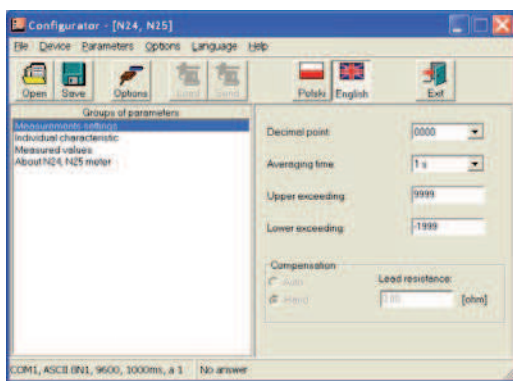 Configurator - [N24, N25]
File Device Parameters Options Language Help
Open Save Options Load Send Polski English Exit
Groups of parameters
Measurements settings
Individual characteristic
Measured values
About N24, N25 meter
Decimal point 0000
Averaging time 1 s
Upper exceeding 9999
Lower exceeding -1999
Compensation
Auto
Hand
Lead resistance:
[ohm]
COM1, ASCII 8N1, 9600, 1000ms, a 1 No answer